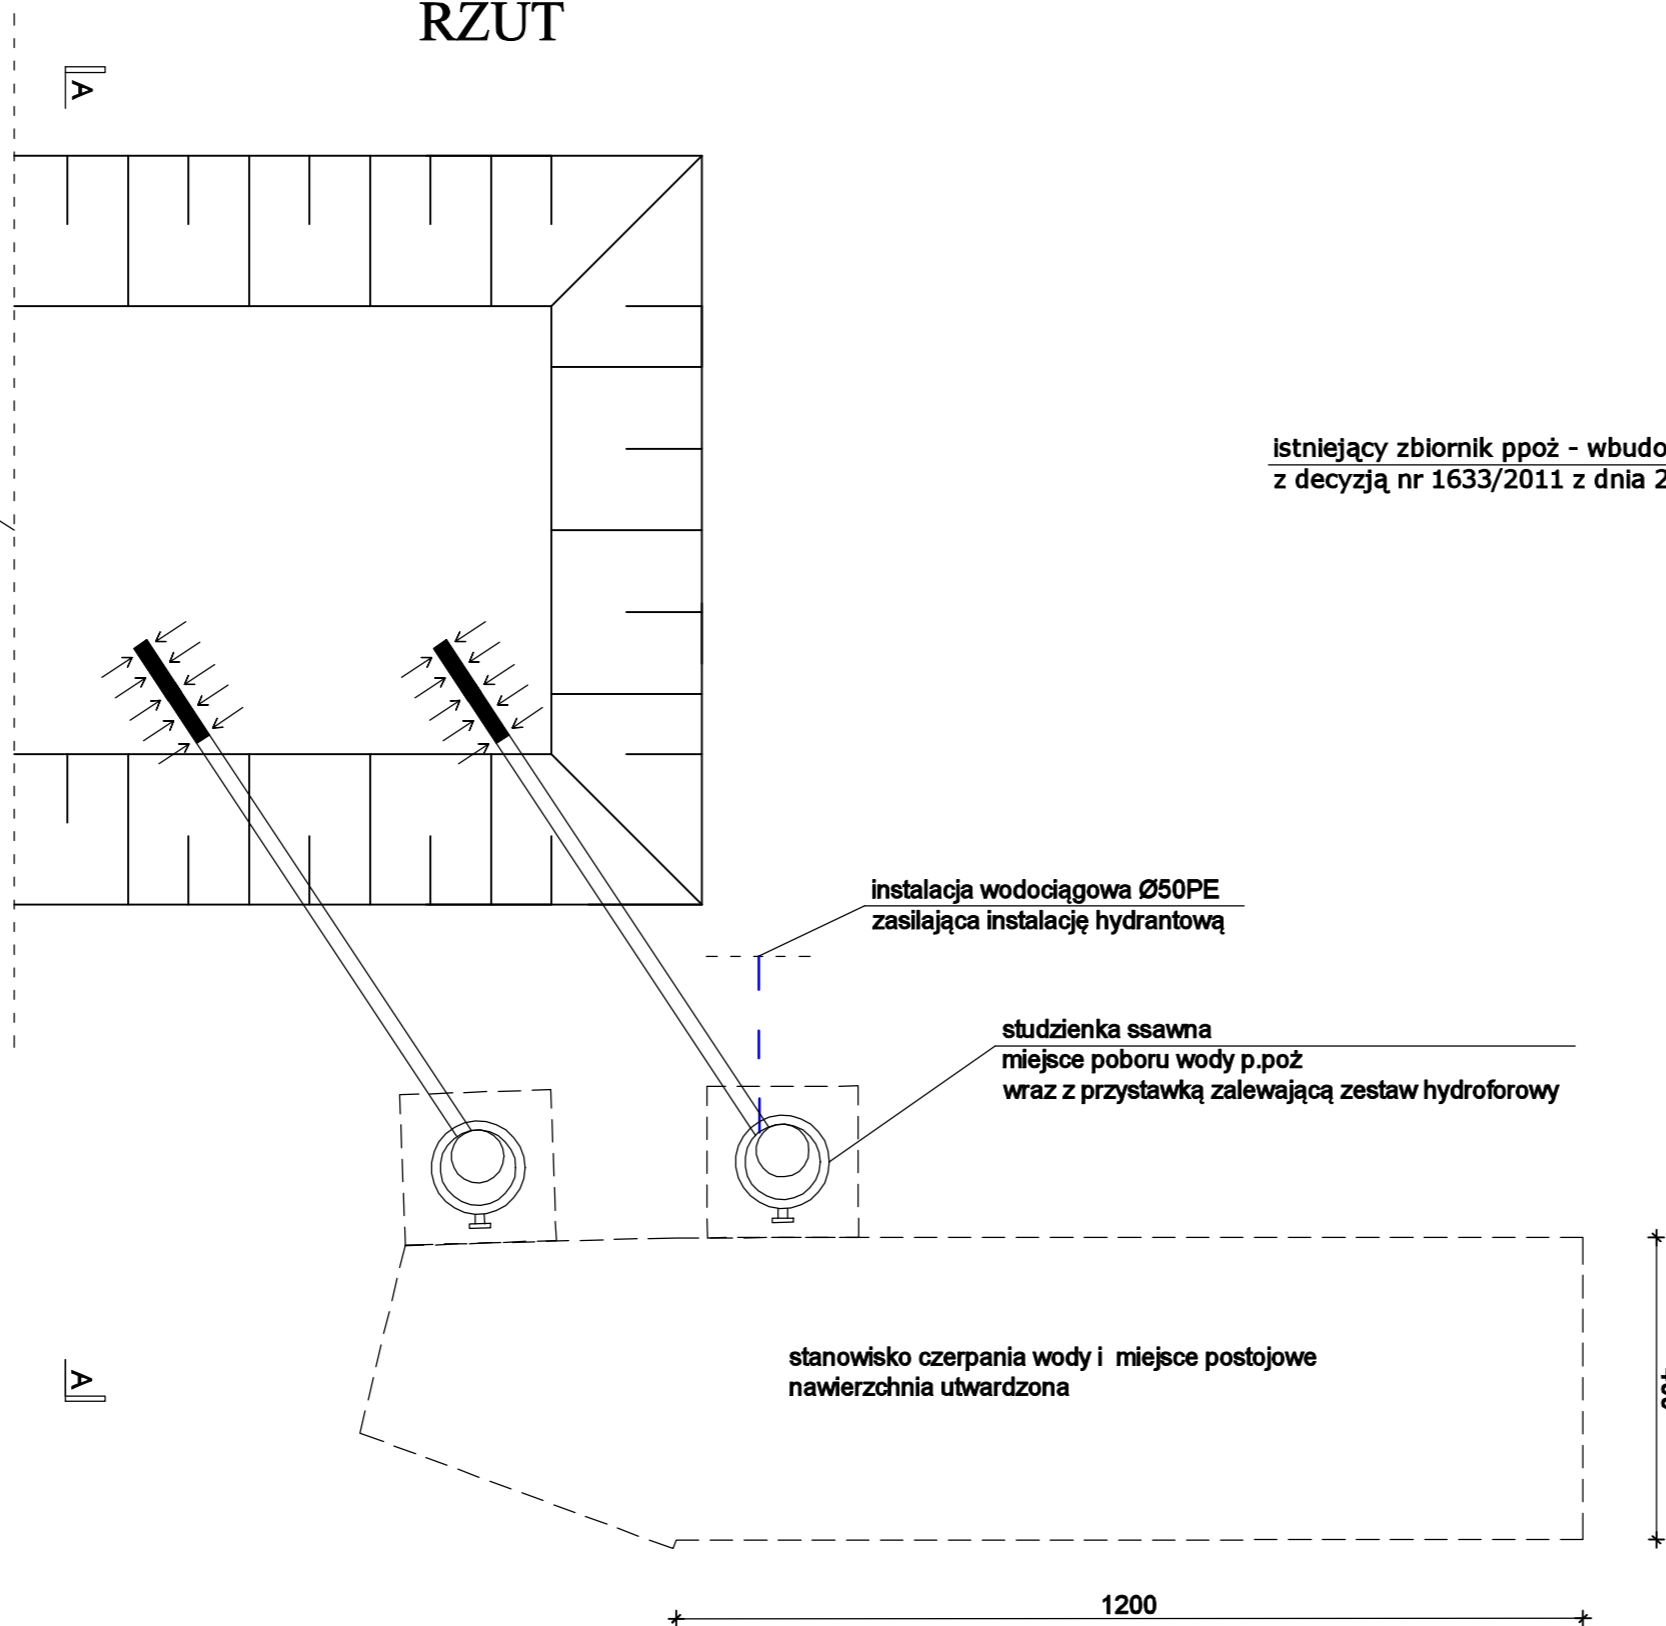 RZUT
A
istniejący zbiornik ppoż - wbudo
z decyzją nr 1633/2011 z dnia 2
instalacja wodociągowa Ø50PE
zasilająca instalację hydrantową
studzienka ssawna
miejsce poboru wody p.poż
wraz z przystawką zalewającą zestaw hydroforowy
stanowisko czerpania wody i miejsce postojowe
nawierzchnia utwardzona
A
1200